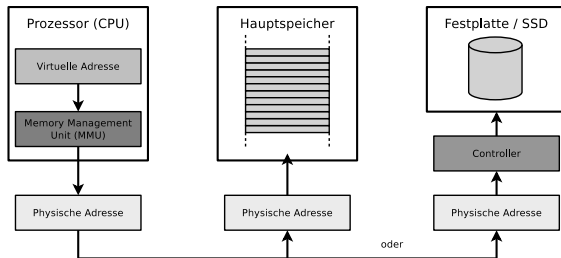 Prozessor (CPU)
Virtuelle Adresse
Memory Management
Unit (MMU)
Physische Adresse
Hauptspeicher
Physische Adresse
Festplatte / SSD
Controller
Physische Adresse
oder